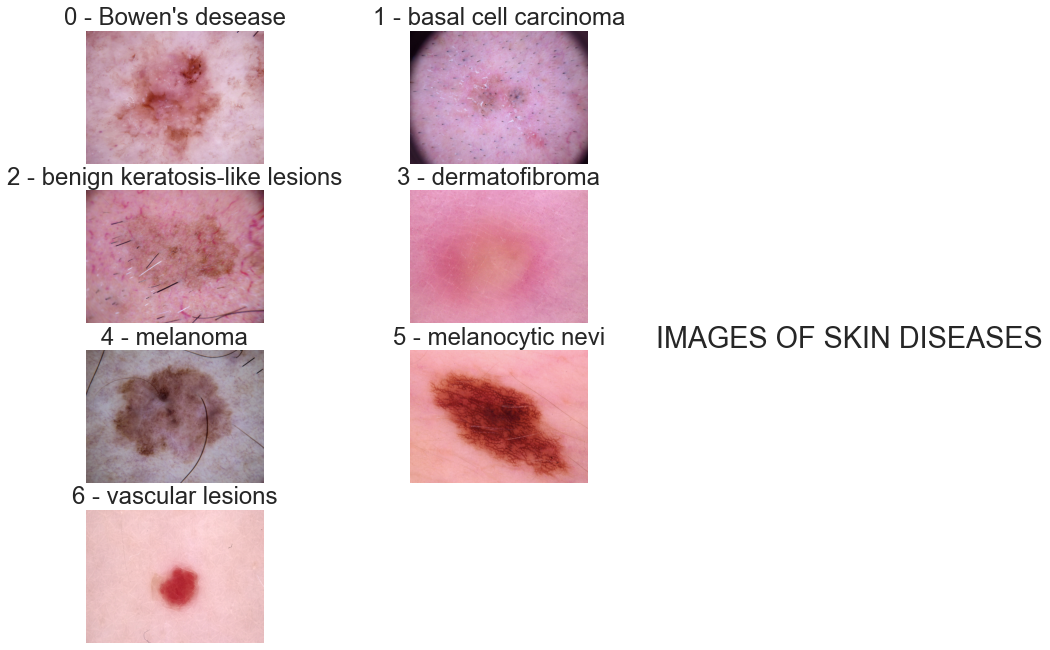 0 - Bowen's desease
1 - basal cell carcinoma
2 - benign keratosis-like lesions
3 - dermatofibroma
4 - melanoma
5 - melanocytic nevi
IMAGES OF SKIN DISEASES
6 - vascular lesions